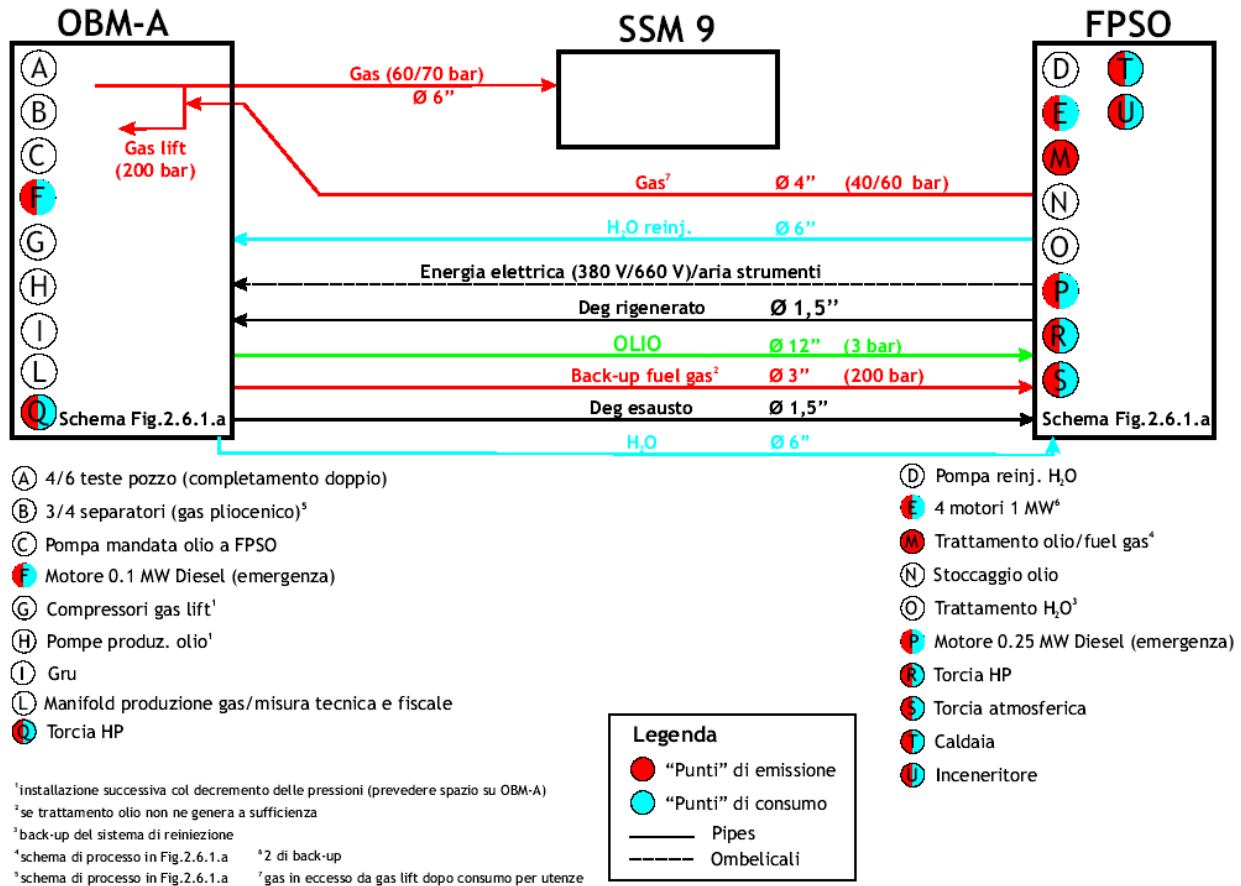 OBM-A
SSM 9
FPSO
A
B
C
F
G
H
I
L
Q
Schema Fig.2.6.1.a
Gas (60/70 bar)
Ø 6”
Gas lift
(200 bar)
Gas⁷ Ø 4” (40/60 bar)
H₂O reinj. Ø 6”
Energia elettrica (380 V/660 V)/aria strumenti
Deg rigenerato Ø 1,5”
OLIO Ø 12” (3 bar)
Back-up fuel gas² Ø 3” (200 bar)
Deg esausto Ø 1,5”
H₂O Ø 6”
D T
E U
M
N
O
P
R
S
Schema Fig.2.6.1.a
A 4/6 teste pozzo (completamento doppio)
B 3/4 separatori (gas pliocenico)⁵
C Pompa mandata olio a FPSO
F Motore 0.1 MW Diesel (emergenza)
G Compressori gas lift¹
H Pompe produz. olio¹
I Gru
L Manifold produzione gas/misura tecnica e fiscale
Q Torcia HP
D Pompa reinj. H₂O
E 4 motori 1 MW⁶
M Trattamento olio/fuel gas⁴
N Stoccaggio olio
O Trattamento H₂O³
P Motore 0.25 MW Diesel (emergenza)
R Torcia HP
S Torcia atmosferica
T Caldaia
U Inceneritore
Legenda
“Punti” di emissione
“Punti” di consumo
Pipes
Ombelicali
¹installazione successiva col decremento delle pressioni (prevedere spazio su OBM-A)
²se trattamento olio non ne genera a sufficienza
³back-up del sistema di reiniezione
⁴schema di processo in Fig.2.6.1.a ⁶2 di back-up
⁵schema di processo in Fig.2.6.1.a ⁷gas in eccesso da gas lift dopo consumo per utenze